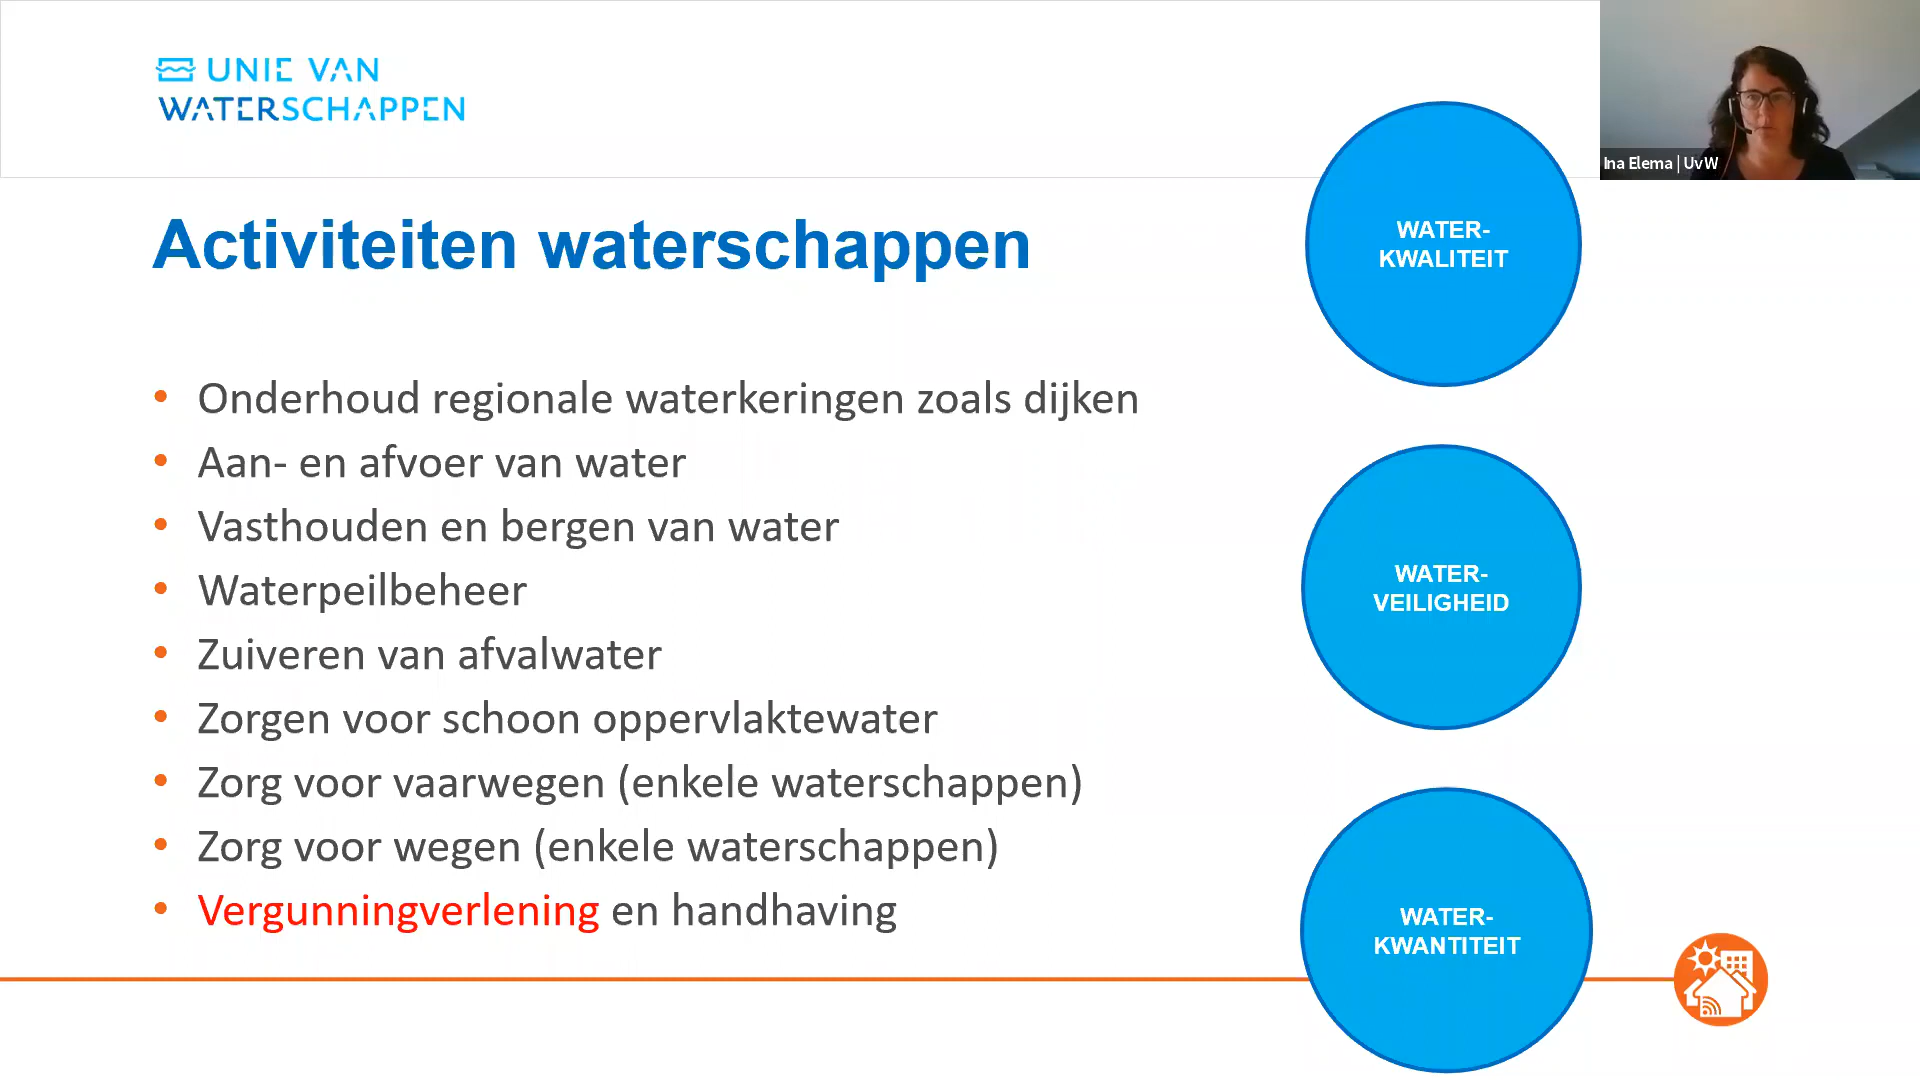 UNIE VAN
WATERSCHAPPEN
Ina Elema | UvW
Activiteiten waterschappen
• Onderhoud regionale waterkeringen zoals dijken
• Aan- en afvoer van water
• Vasthouden en bergen van water
• Waterpeilbeheer
• Zuiveren van afvalwater
• Zorgen voor schoon oppervlaktewater
• Zorg voor vaarwegen (enkele waterschappen)
• Zorg voor wegen (enkele waterschappen)
• Vergunningverlening en handhaving
WATER-
KWALITEIT
WATER-
VEILIGHEID
WATER-
KWANTITEIT